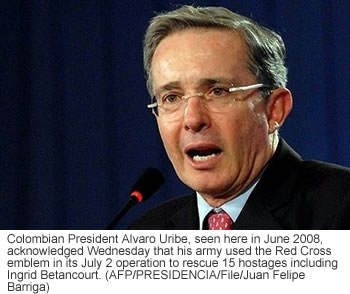 Colombian President Alvaro Uribe, seen here in June 2008,
acknowledged Wednesday that his army used the Red Cross
emblem in its July 2 operation to rescue 15 hostages including
Ingrid Betancourt. (AFP/PRESIDENCIA/File/Juan Felipe
Barriga)